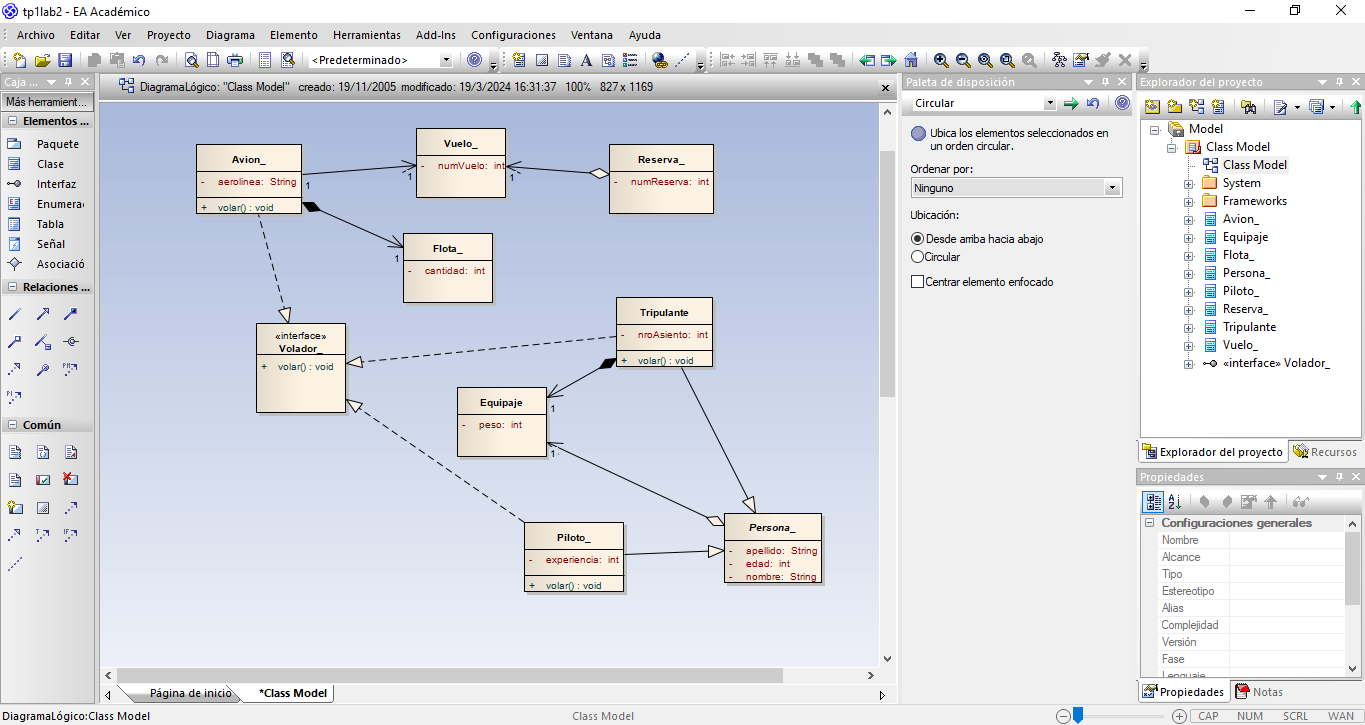 tp1lab2 - EA Académico
Archivo Editar Ver Proyecto Diagrama Elemento Herramientas Add-Ins Configuraciones Ventana Ayuda
<Predeterminado>
Caja ...
Más herrament...
Elementos ...
Paquete
Clase
Interfaz
Enumera
Tabla
Señal
Asociació
Relaciones ...
Común
DiagramaLógico: "Class Model" creado: 19/11/2005 modificado: 19/3/2024 16:31:37 100% 827 x 1169
Avion_
- aerolinea: String
+ volar() : void
1
Vuelo_
- numVuelo: int
1
1
Reserva_
- numReserva: int
Flota_
- cantidad: int
1
«interface»
Volador_
+ volar() : void
Tripulante
- nroAsiento: int
+ volar() : void
Equipaje
- peso: int
1
1
Piloto_
- experiencia: int
+ volar() : void
Persona_
- apellido: String
- edad: int
- nombre: String
Página de inicio
*Class Model
Paleta de disposición
Circular
Ubica los elementos seleccionados en
un orden circular.
Ordenar por:
Ninguno
Ubicación:
Desde arriba hacia abajo
Circular
Centrar elemento enfocado
Explorador del proyecto
Model
Class Model
Class Model
System
Frameworks
Avion_
Equipaje
Flota_
Persona_
Piloto_
Reserva_
Tripulante
Vuelo_
«interface» Volador_
Explorador del proyecto
Recursos
Propiedades
Configuraciones generales
Nombre
Alcance
Tipo
Estereotipo
Alias
Complejidad
Versión
Fase
Lenguaje
Propiedades
Notas
DiagramaLógico:Class Model
Class Model
CAP NUM SCRL WAN